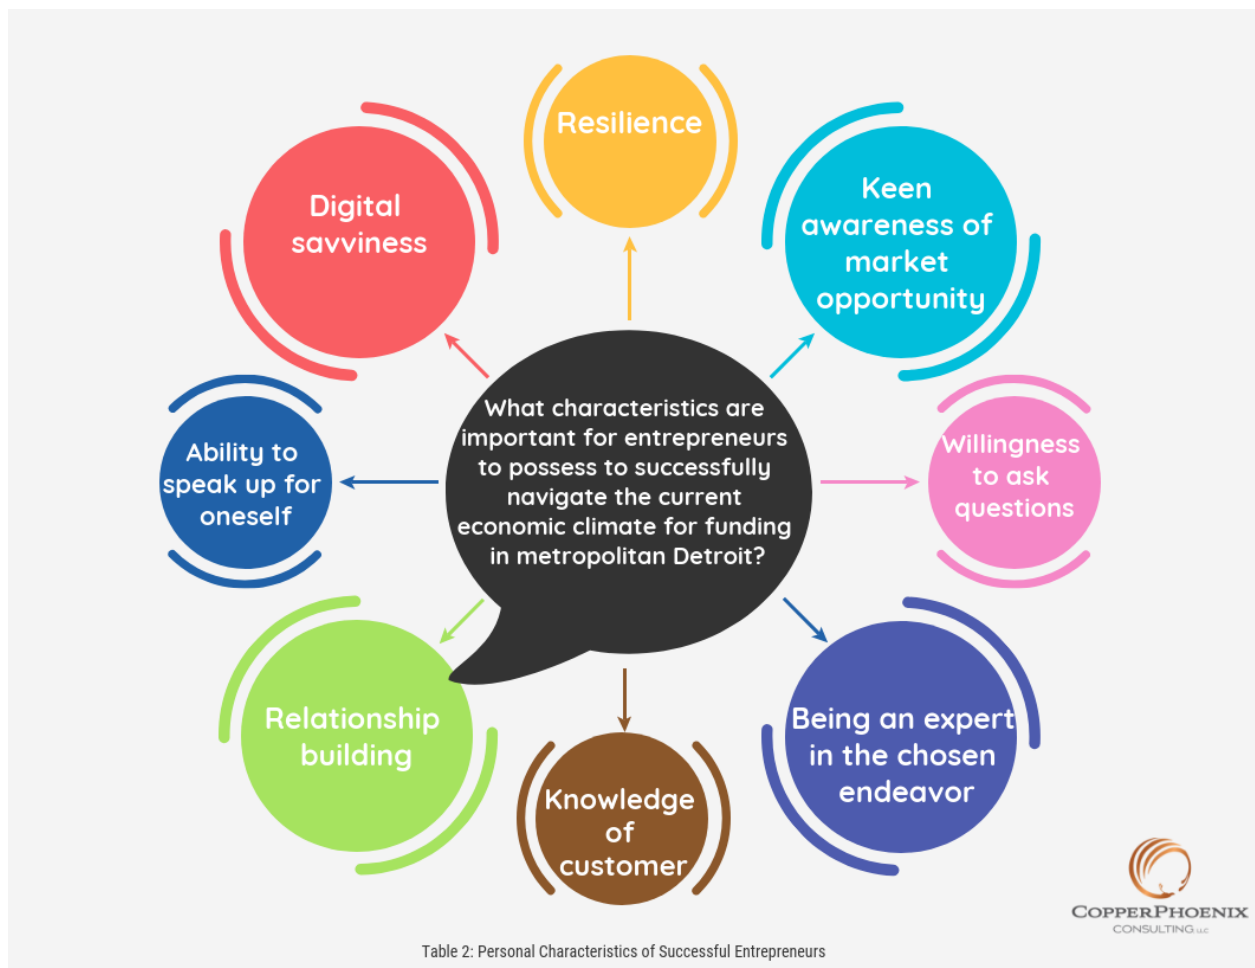 Resilience
Keen
awareness of
market
opportunity
Digital
savviness
What characteristics are
important for entrepreneurs
to possess to successfully
navigate the current
economic climate for funding
in metropolitan Detroit?
Willingness
to ask
questions
Ability to
speak up for
oneself
Being an expert
in the chosen
endeavor
Relationship
building
Knowledge
of
customer
COPPERPHOENIX
CONSULTING LLC
Table 2: Personal Characteristics of Successful Entrepreneurs